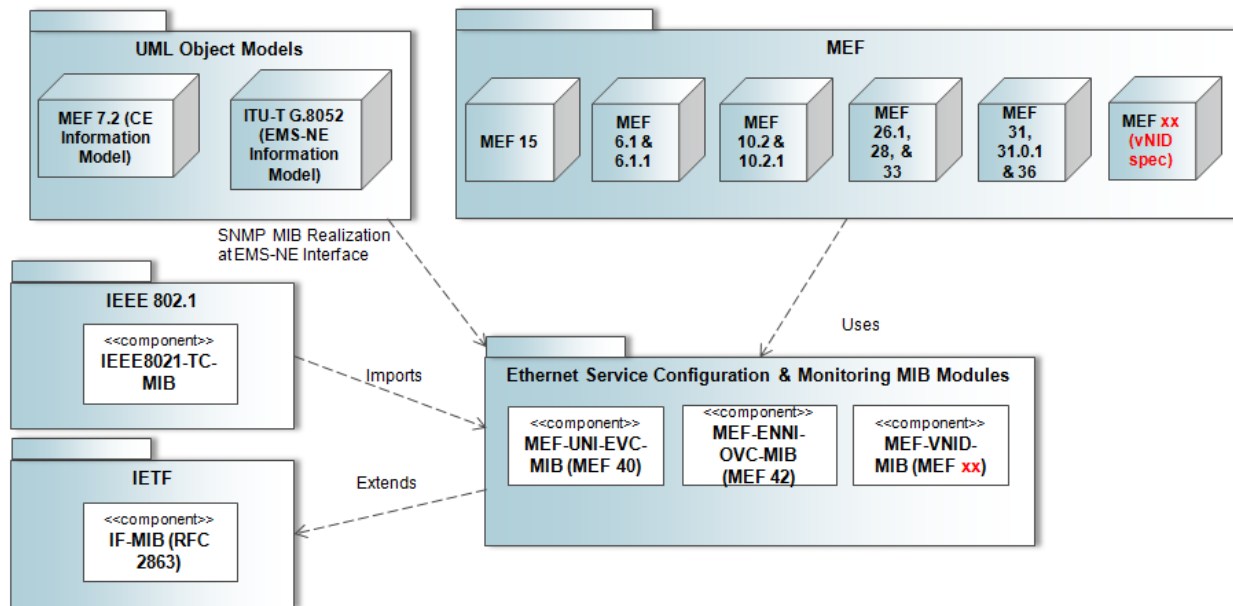 UML Object Models
MEF 7.2 (CE
Information
Model)
ITU-T G.8052
(EMS-NE
Information
Model)
MEF
MEF 15
MEF
6.1 &
6.1.1
MEF
10.2 &
10.2.1
MEF
26.1,
28, &
33
MEF
31,
31.0.1
& 36
MEF xx
(vNID
spec)
SNMP MIB Realization
at EMS-NE Interface
Uses
IEEE 802.1
<<component>>
IEEE8021-TC-
MIB
Imports
Ethernet Service Configuration & Monitoring MIB Modules
<<component>>
MEF-UNI-EVC-
MIB (MEF 40)
<<component>>
MEF-ENNI-
OVC-MIB
(MEF 42)
<<component>>
MEF-VNID-
MIB (MEF xx)
Extends
IETF
<<component>>
IF-MIB (RFC
2863)